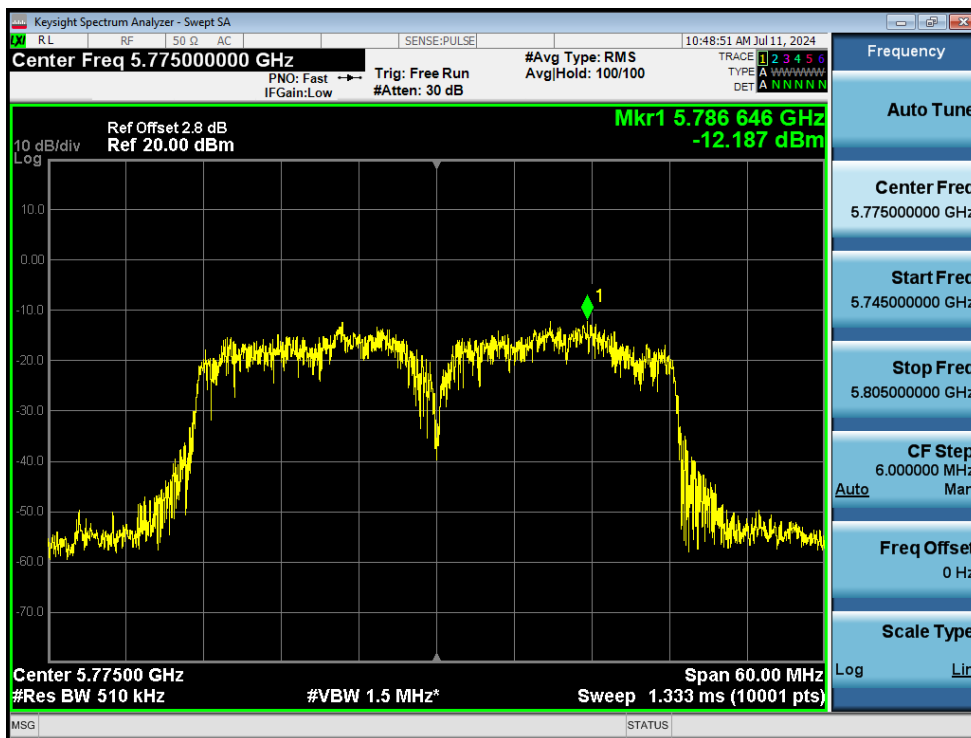 Keysight Spectrum Analyzer - Swept SA
LXI RL RF 50 Ω AC SENSE:PULSE 10:48:51 AM Jul 11, 2024
Center Freq 5.775000000 GHz
PNO: Fast
IFGain:Low
Trig: Free Run
#Atten: 30 dB
#Avg Type: RMS
Avg|Hold: 100/100
TRACE 1 2 3 4 5 6
TYPE A WWWWW
DET A N N N N N
Mkr1 5.786 646 GHz
-12.187 dBm
Ref Offset 2.8 dB
10 dB/div Ref 20.00 dBm
Log
10.0
0.00
-10.0
-20.0
-30.0
-40.0
-50.0
-60.0
-70.0
1
Center 5.77500 GHz Span 60.00 MHz
#Res BW 510 kHz #VBW 1.5 MHz* Sweep 1.333 ms (10001 pts)
MSG STATUS
Frequency
Auto Tune
Center Freq
5.775000000 GHz
Start Freq
5.745000000 GHz
Stop Freq
5.805000000 GHz
CF Step
6.000000 MHz
Auto Man
Freq Offset
0 Hz
Scale Type
Log Lin